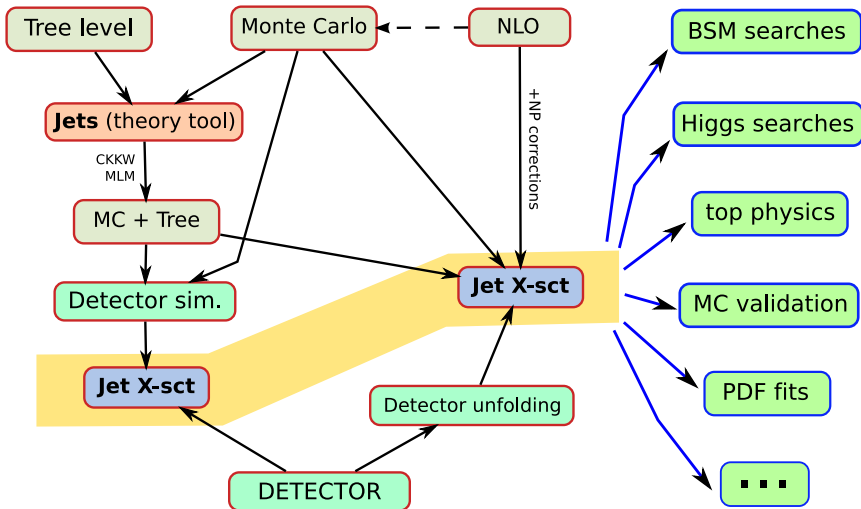 Tree level
Monte Carlo
NLO
BSM searches
Jets (theory tool)
+NP corrections
Higgs searches
CKKW
MLM
MC + Tree
top physics
Detector sim.
Jet X-sct
MC validation
Jet X-sct
Detector unfolding
PDF fits
DETECTOR
...